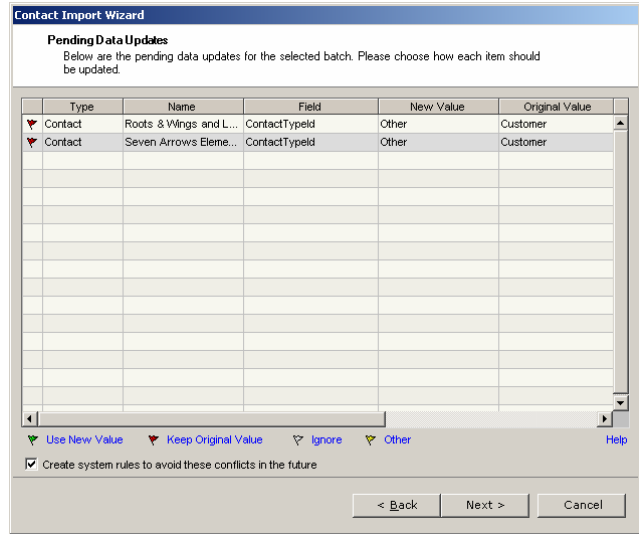 Contact Import Wizard
Pending Data Updates
Below are the pending data updates for the selected batch. Please choose how each item should
be updated.
Type Name Field New Value Original Value
Contact Roots & Wings and L... ContactTypeId Other Customer
Contact Seven Arrows Eleme... ContactTypeId Other Customer
Use New Value Keep Original Value Ignore Other Help
Create system rules to avoid these conflicts in the future
< Back Next > Cancel